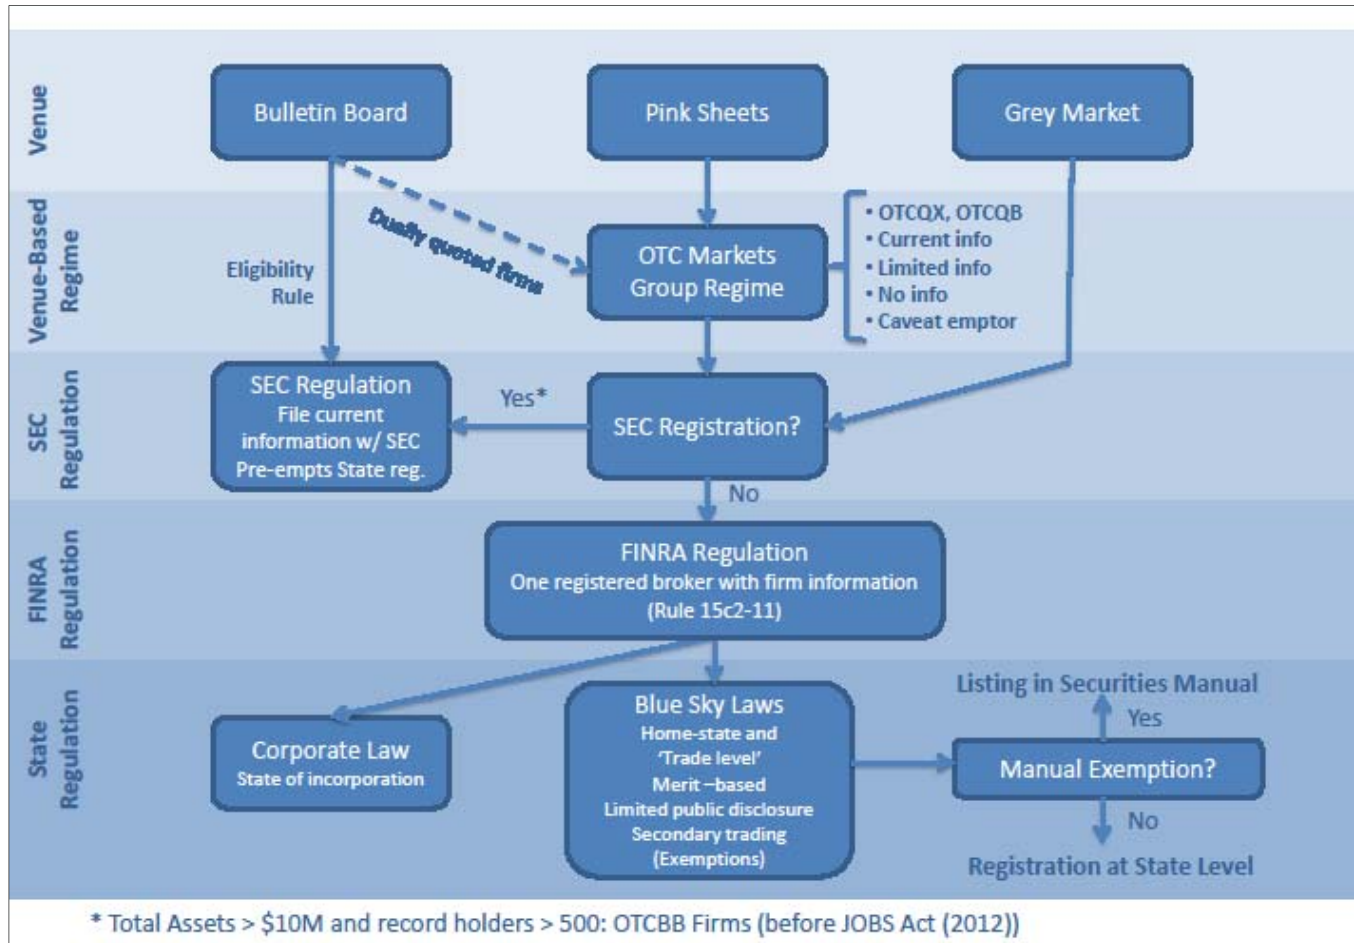 Venue
Bulletin Board
Pink Sheets
Grey Market
Venue-Based
Regime
Eligibility
Rule
Dually quoted firms
OTC Markets
Group Regime
• OTCQX, OTCQB
• Current info
• Limited info
• No info
• Caveat emptor
SEC
Regulation
SEC Regulation
File current
information w/ SEC
Pre-empts State reg.
Yes*
SEC Registration?
No
FINRA
Regulation
FINRA Regulation
One registered broker with firm information
(Rule 15c2-11)
State
Regulation
Corporate Law
State of incorporation
Blue Sky Laws
Home-state and
‘Trade level’
Merit –based
Limited public disclosure
Secondary trading
(Exemptions)
Listing in Securities Manual
Yes
Manual Exemption?
No
Registration at State Level
* Total Assets > $10M and record holders > 500: OTCBB Firms (before JOBS Act (2012))